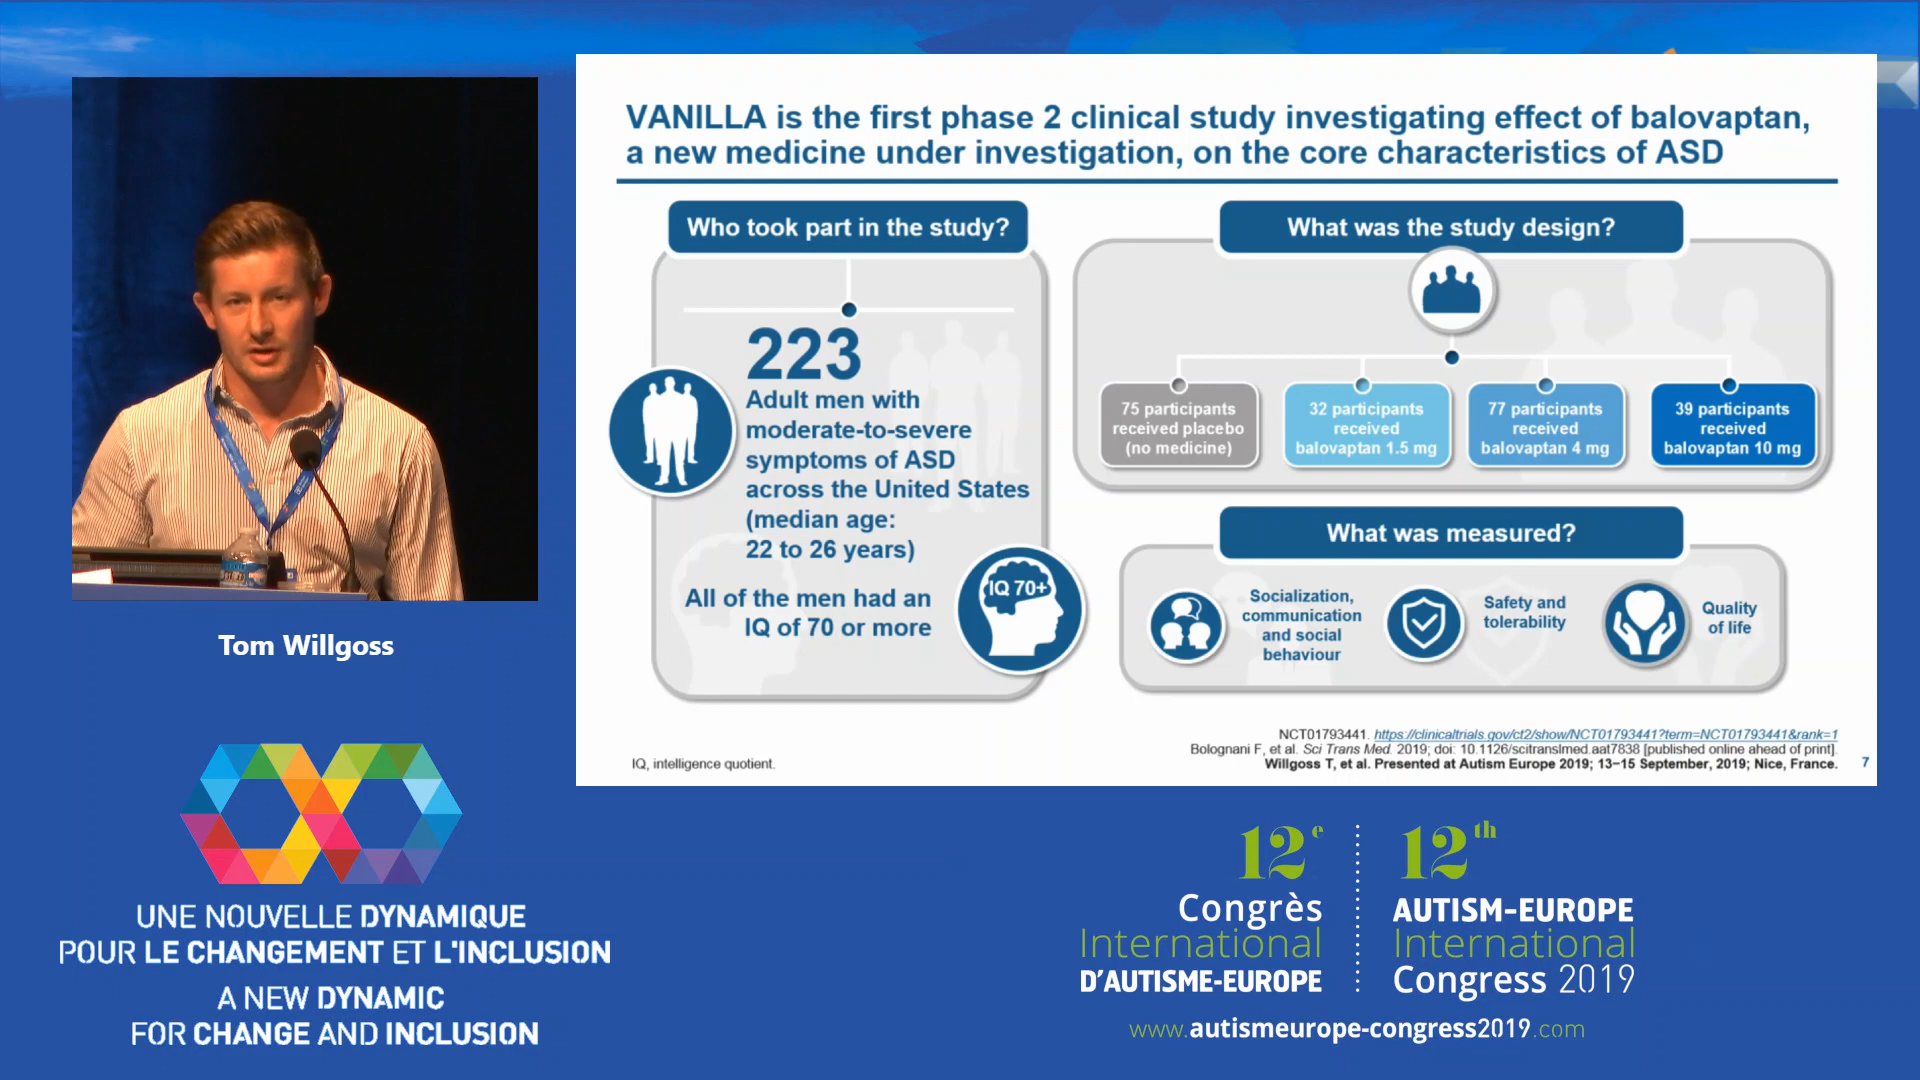 VANILLA is the first phase 2 clinical study investigating effect of balovaptan,
a new medicine under investigation, on the core characteristics of ASD
Who took part in the study?
223
Adult men with
moderate-to-severe
symptoms of ASD
across the United States
(median age:
22 to 26 years)
IQ 70+
All of the men had an
IQ of 70 or more
What was the study design?
75 participants
received placebo
(no medicine)
32 participants
received
balovaptan 1.5 mg
77 participants
received
balovaptan 4 mg
39 participants
received
balovaptan 10 mg
What was measured?
Socialization,
communication
and social
behaviour
Safety and
tolerability
Quality
of life
NCT01793441. https://clinicaltrials.gov/ct2/show/NCT01793441?term=NCT01793441&rank=1
Bolognani F, et al. Sci Trans Med. 2019; doi: 10.1126/scitranslmed.aat7838 [published online ahead of print].
IQ, intelligence quotient.
Willgoss T, et al. Presented at Autism Europe 2019; 13–15 September, 2019; Nice, France.
7
Tom Willgoss
UNE NOUVELLE DYNAMIQUE
POUR LE CHANGEMENT ET L'INCLUSION
A NEW DYNAMIC
FOR CHANGE AND INCLUSION
12e
Congrès
International
D'AUTISME-EUROPE
12th
AUTISM-EUROPE
International
Congress 2019
www.autismeurope-congress2019.com